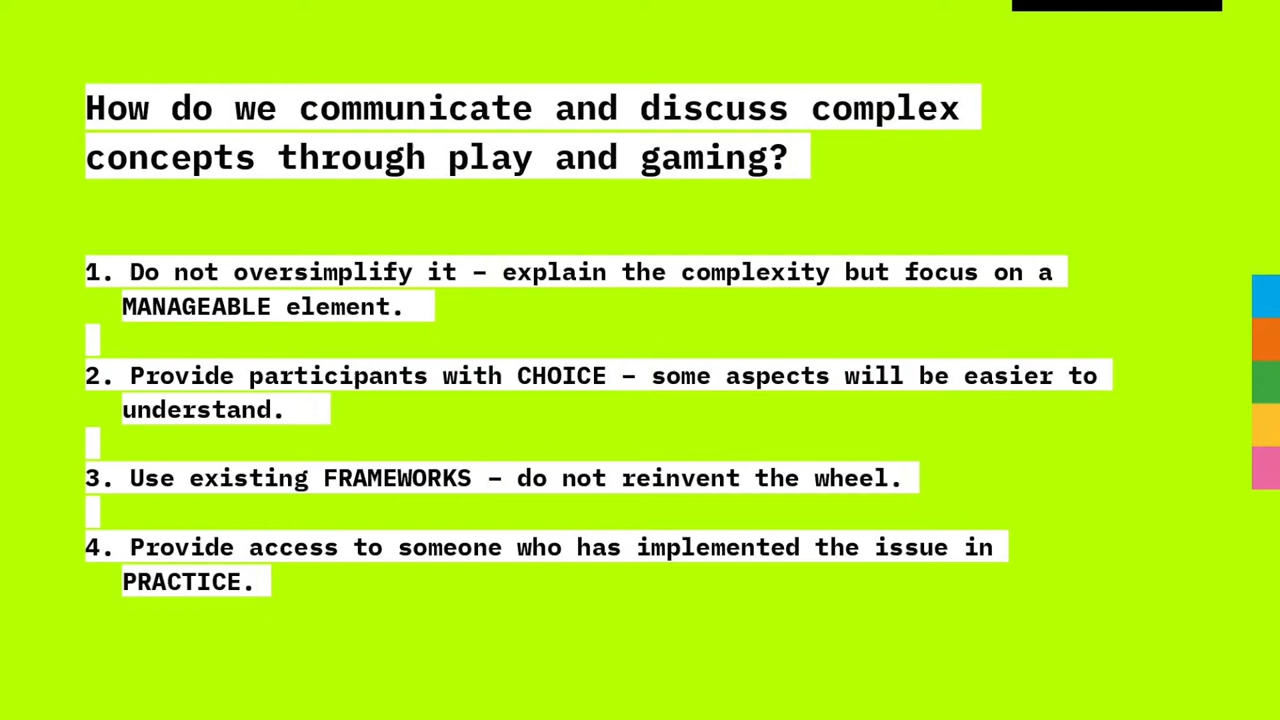 How do we communicate and discuss complex
concepts through play and gaming?
1. Do not oversimplify it – explain the complexity but focus on a
MANAGEABLE element.
2. Provide participants with CHOICE – some aspects will be easier to
understand.
3. Use existing FRAMEWORKS – do not reinvent the wheel.
4. Provide access to someone who has implemented the issue in
PRACTICE.